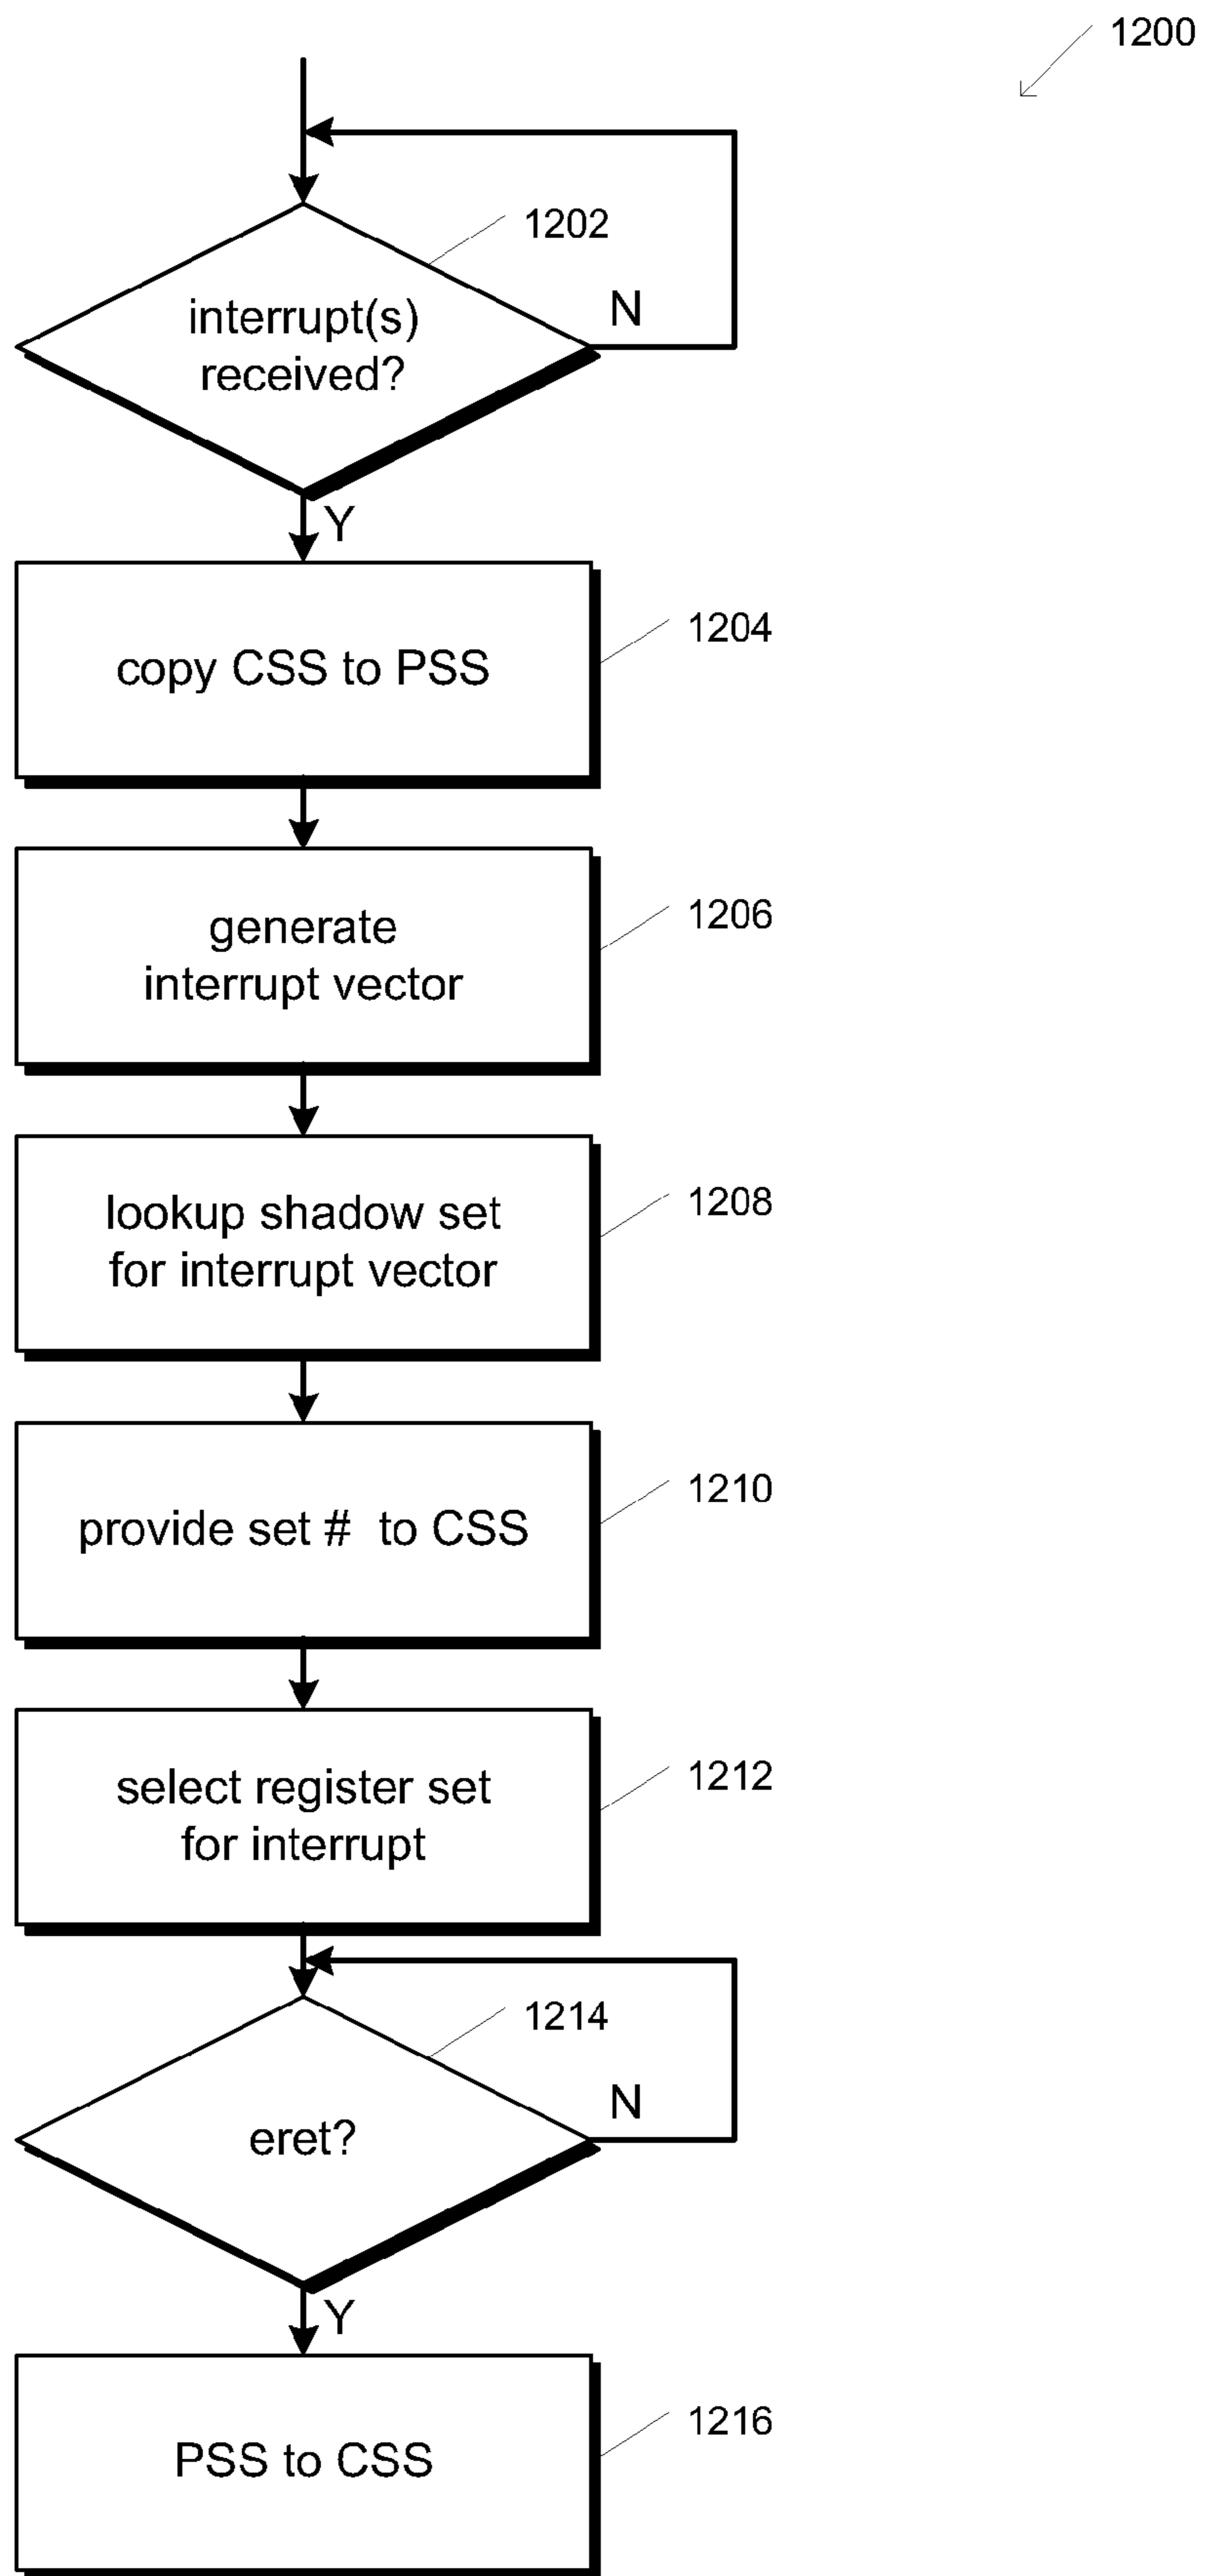 1200
1202
interrupt(s)
received?
N
Y
copy CSS to PSS
1204
generate
interrupt vector
1206
lookup shadow set
for interrupt vector
1208
provide set # to CSS
1210
select register set
for interrupt
1212
1214
eret?
N
Y
PSS to CSS
1216